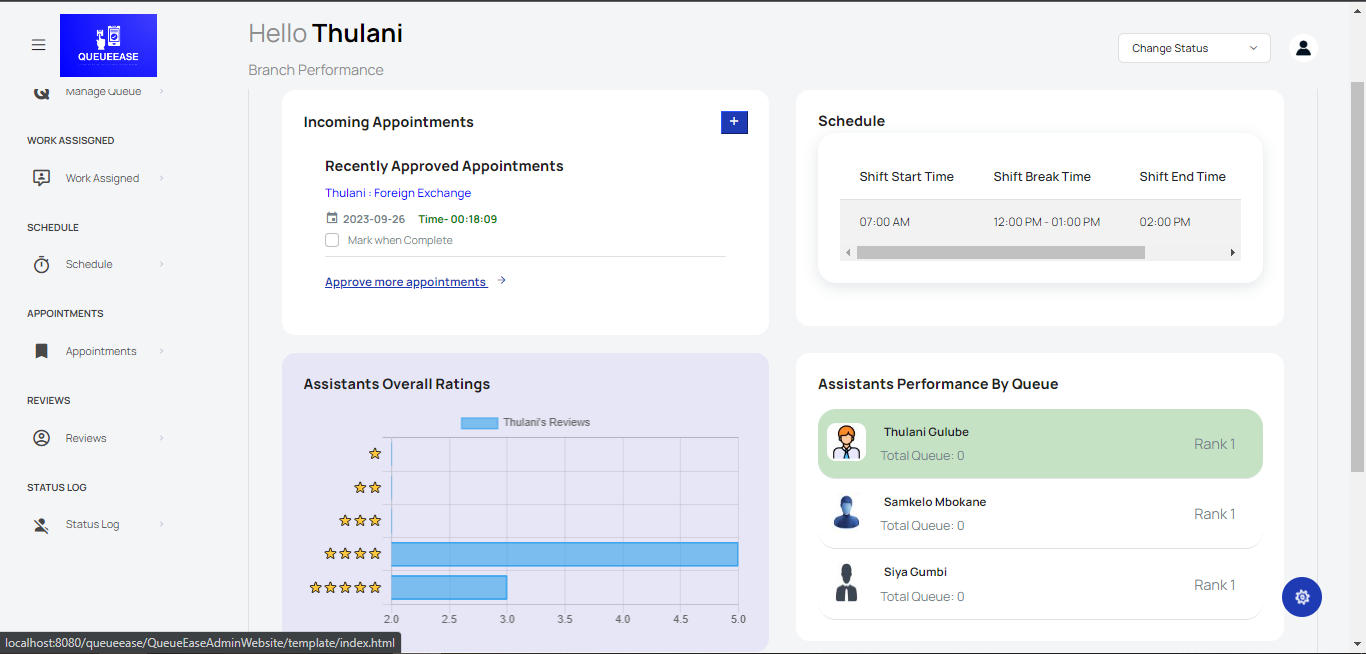 QUEUEEASE
Hello Thulani
Branch Performance
Change Status
Manage Queue
WORK ASSISGNED
Work Assigned
SCHEDULE
Schedule
APPOINTMENTS
Appointments
REVIEWS
Reviews
STATUS LOG
Status Log
Incoming Appointments
+
Recently Approved Appointments
Thulani : Foreign Exchange
2023-09-26 Time- 00:18:09
Mark when Complete
Approve more appointments
Schedule
Shift Start Time Shift Break Time Shift End Time
07:00 AM 12:00 PM - 01:00 PM 02:00 PM
Assistants Overall Ratings
Thulani's Reviews
2.0 2.5 3.0 3.5 4.0 4.5 5.0
Assistants Performance By Queue
Thulani Gulube
Total Queue: 0
Rank 1
Samkelo Mbokane
Total Queue: 0
Rank 1
Siya Gumbi
Total Queue: 0
Rank 1
localhost:8080/queueease/QueueEaseAdminWebsite/template/index.html